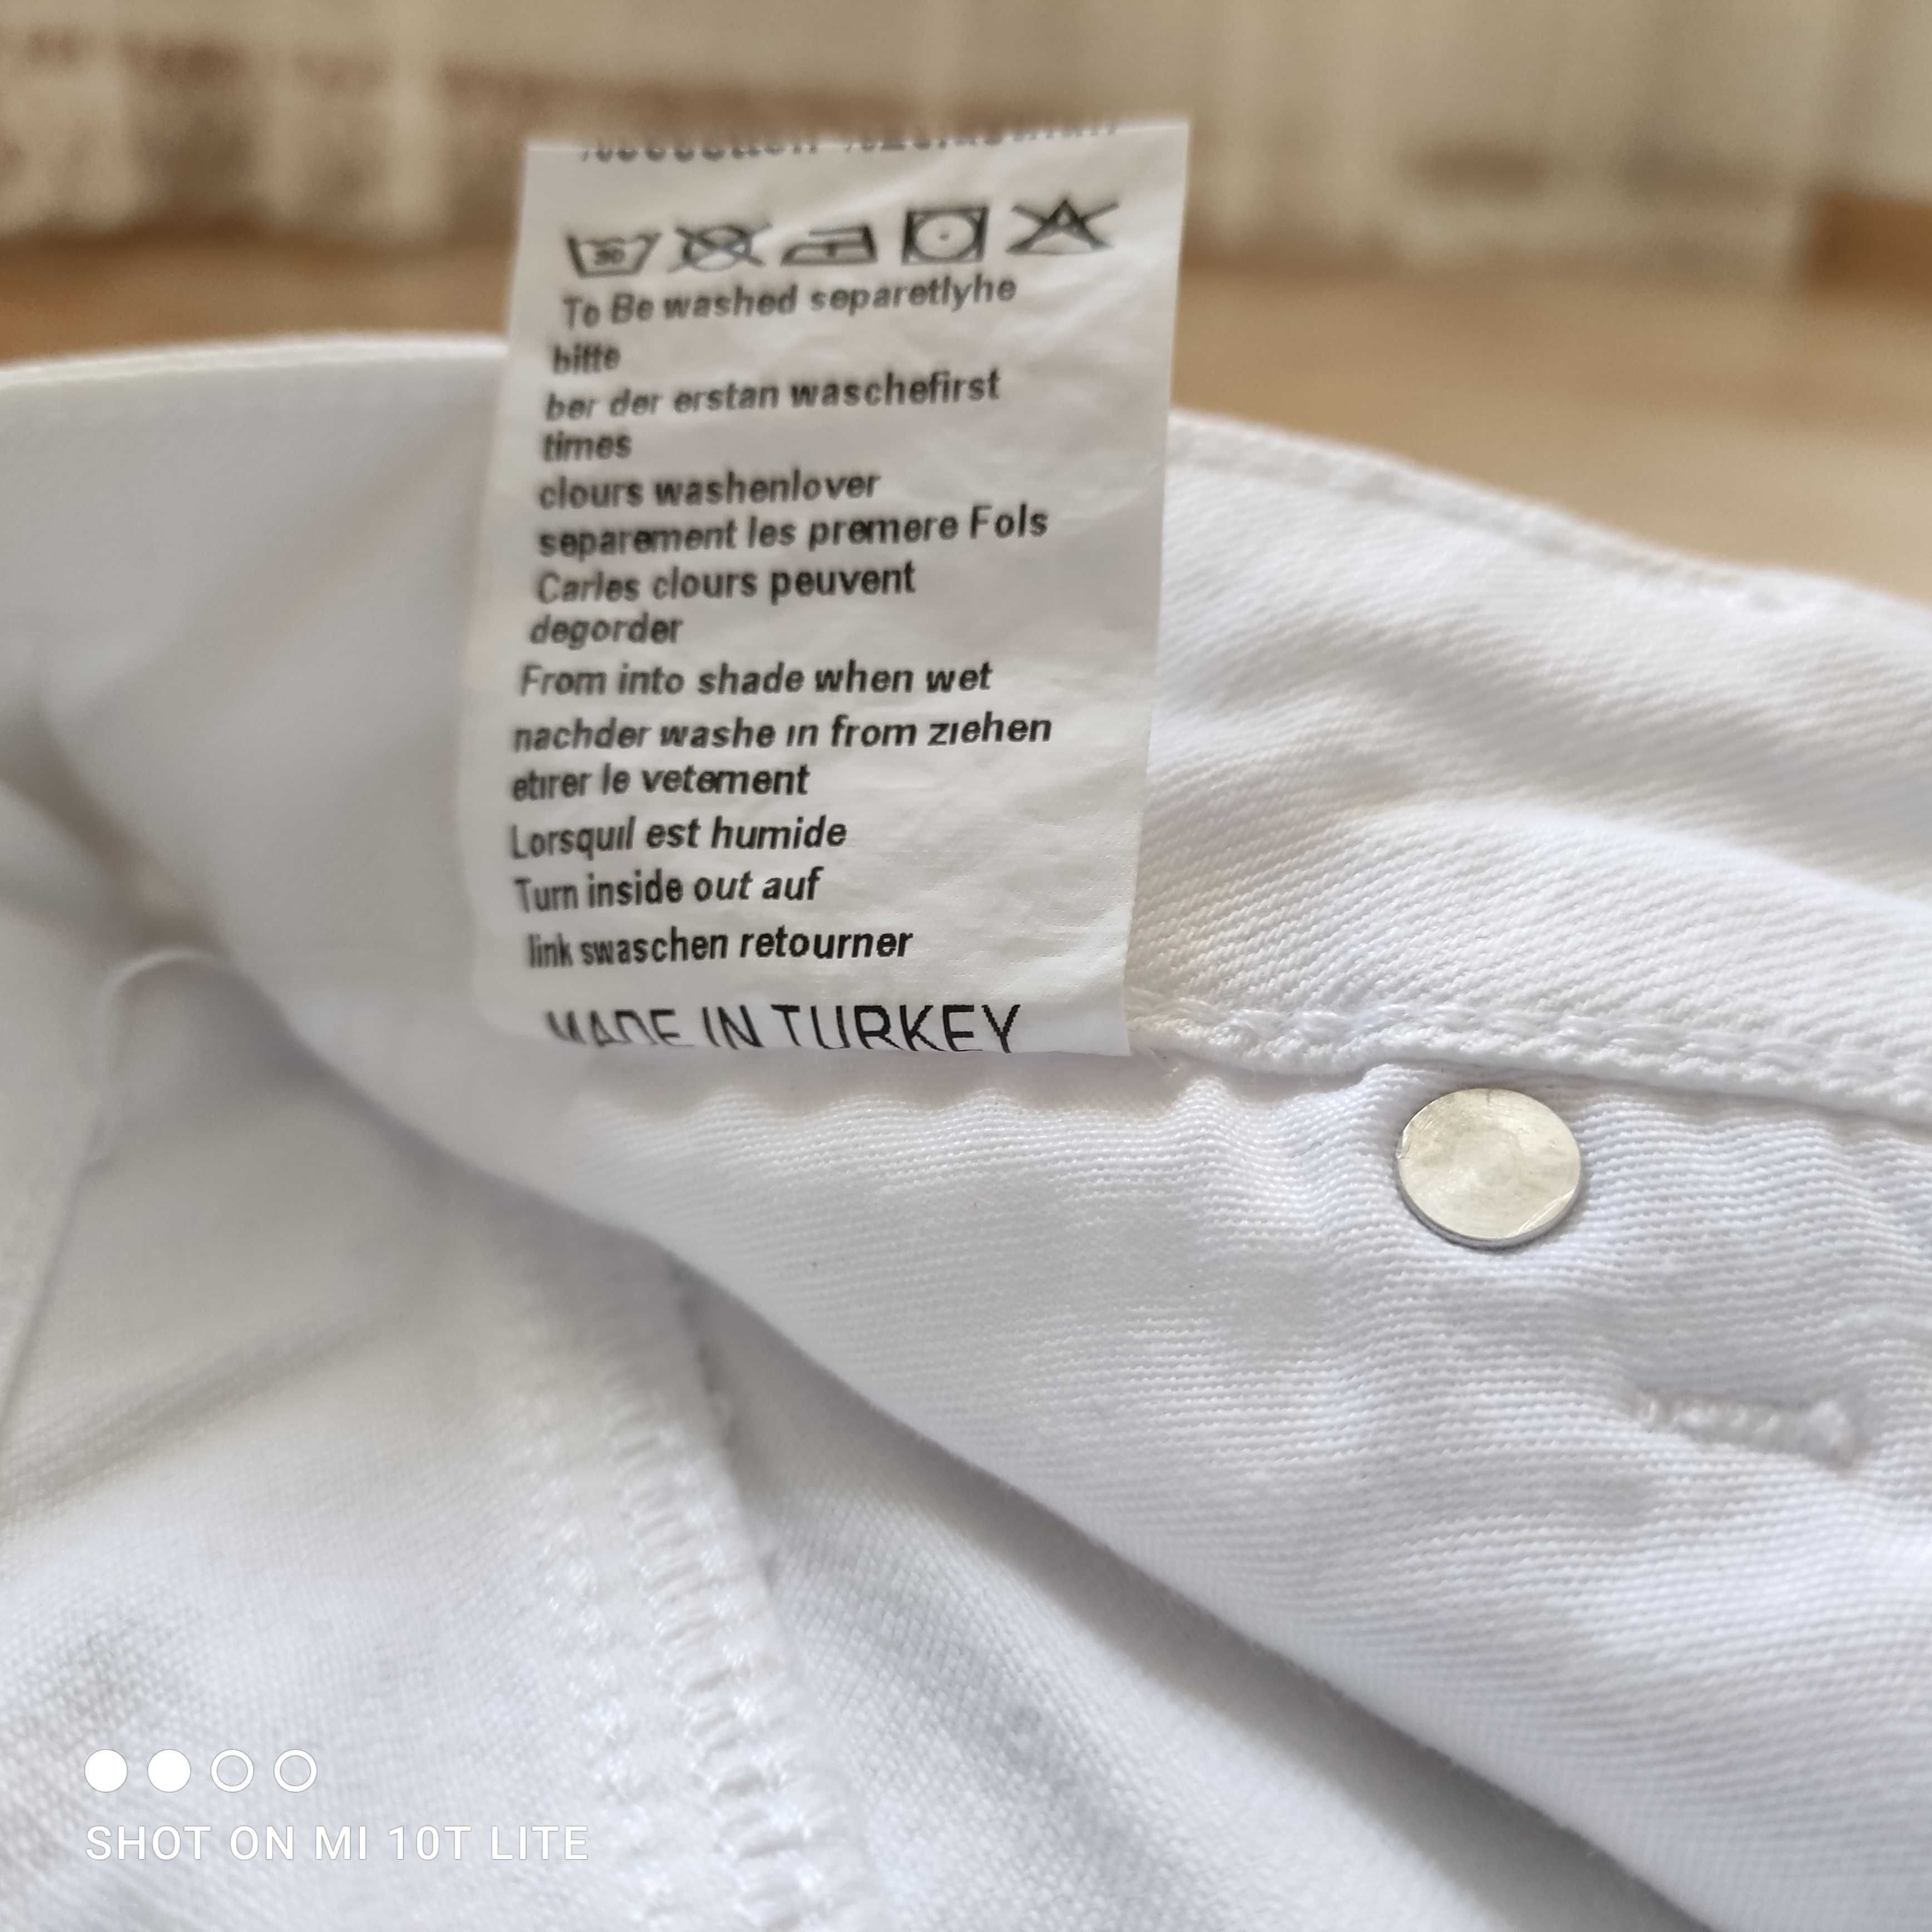 30
To Be washed separetlyhe
bitte
ber der erstan waschefirst
times
clours washenlover
separement les premere Fols
Carles clours peuvent
degorder
From into shade when wet
nachder washe ın from zıehen
etırer le vetement
Lorsquıl est humide
Turn inside out auf
link swaschen retourner
MADE IN TURKEY
SHOT ON MI 10T LITE